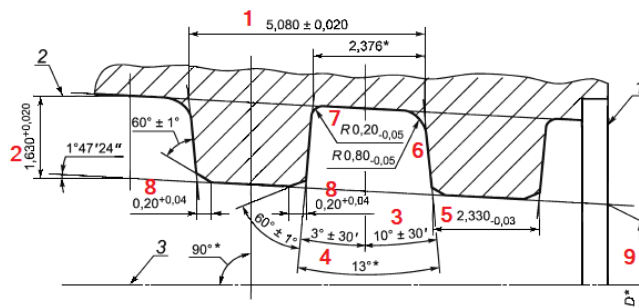 1
5,080 ± 0,020
2,376*
2
1
60° ± 1°
7
R 0,20-0,05
R 0,80-0,05
6
2
1,630+0,020
1°47'24"
8
0,20+0,04
8
0,20+0,04
3
5
2,330-0,03
60° ± 1°
3° ± 30′
10° ± 30′
4
13°*
90°*
3
9
D*